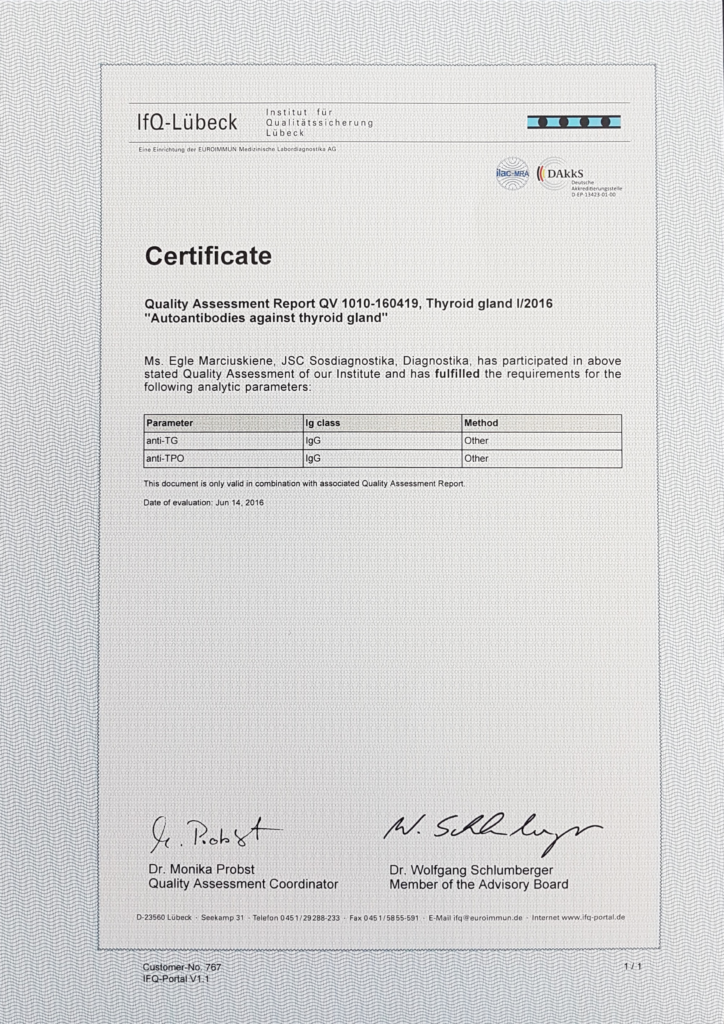 IfQ-Lübeck
Institut für
Qualitätssicherung
Lübeck
Eine Einrichtung der EUROIMMUN Medizinische Labordiagnostika AG
ilac-MRA
DAkkS
Deutsche
Akkreditierungsstelle
D-EP-13423-01-00
Certificate
Quality Assessment Report QV 1010-160419, Thyroid gland I/2016
"Autoantibodies against thyroid gland"
Ms. Egle Marciuskiene, JSC Sosdiagnostika, Diagnostika, has participated in above
stated Quality Assessment of our Institute and has fulfilled the requirements for the
following analytic parameters:
Parameter Ig class Method
anti-TG IgG Other
anti-TPO IgG Other
This document is only valid in combination with associated Quality Assessment Report.
Date of evaluation: Jun 14, 2016
M. Probst W. Schlumberger
Dr. Monika Probst Dr. Wolfgang Schlumberger
Quality Assessment Coordinator Member of the Advisory Board
D-23560 Lübeck - Seekamp 31 - Telefon 0451/29288-233 - Fax 0451/5855-591 - E-Mail ifq@euroimmun.de - Internet www.ifq-portal.de
Customer-No. 767 1 / 1
IFQ-Portal V1.1